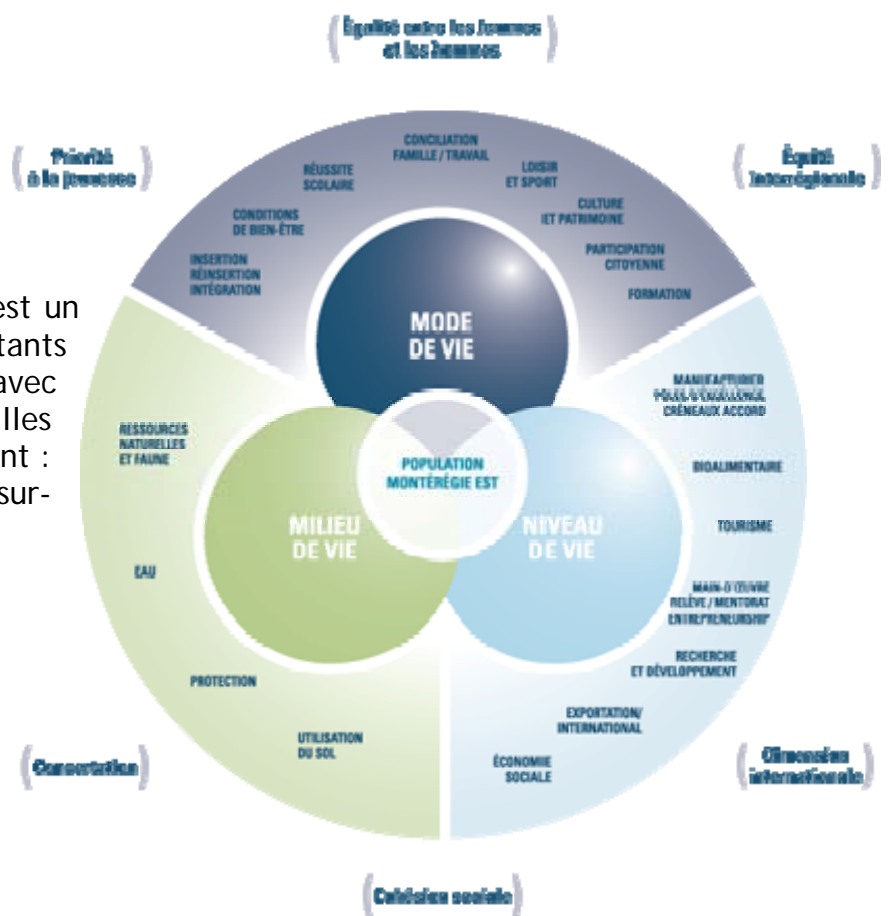 Égalité entre les femmes
et les hommes
Priorité
à la jeunesse
Équité
interrégionale
CONCILIATION
FAMILLE / TRAVAIL
RÉUSSITE
SCOLAIRE
LOISIR
ET SPORT
CONDITIONS
DE BIEN-ÊTRE
CULTURE
ET PATRIMOINE
INSERTION
RÉINSERTION
INTÉGRATION
PARTICIPATION
CITOYENNE
FORMATION
est un
tants
avec
lles
nt :
sur-
MODE
DE VIE
MANUFACTURIER
PÔLES D'EXCELLENCE
CRÉNEAUX ACCORD
RESSOURCES
NATURELLES
ET FAUNE
POPULATION
MONTÉRÉGIE EST
BIOALIMENTAIRE
MILIEU
DE VIE
NIVEAU
DE VIE
TOURISME
EAU
MAIN-D'ŒUVRE
RELÈVE / MENTORAT
ENTREPRENEURSHIP
PROTECTION
RECHERCHE
ET DÉVELOPPEMENT
UTILISATION
DU SOL
EXPORTATION/
INTERNATIONAL
ÉCONOMIE
SOCIALE
Concertation
Dimension
internationale
Cohésion sociale